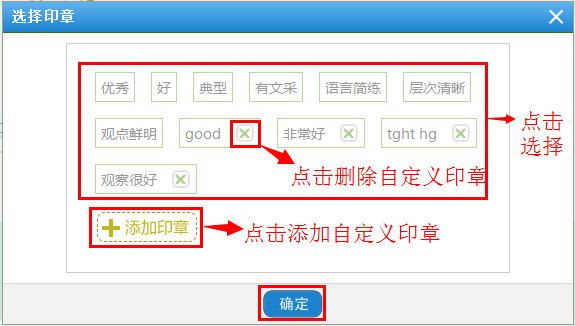 选择印章
优秀 好 典型 有文采 语言简练 层次清晰
观点鲜明 good 非常好 tght hg
点击
选择
观察很好
点击删除自定义印章
添加印章
点击添加自定义印章
确定